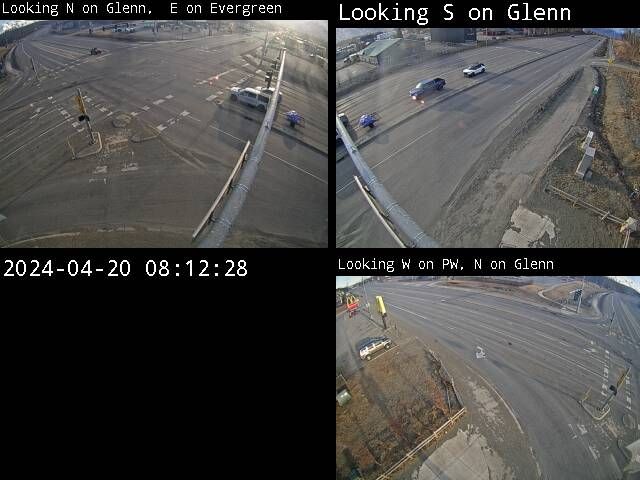 Looking N on Glenn, E on Evergreen
Looking S on Glenn
2024-04-20 08:12:28
Looking W on PW, N on Glenn